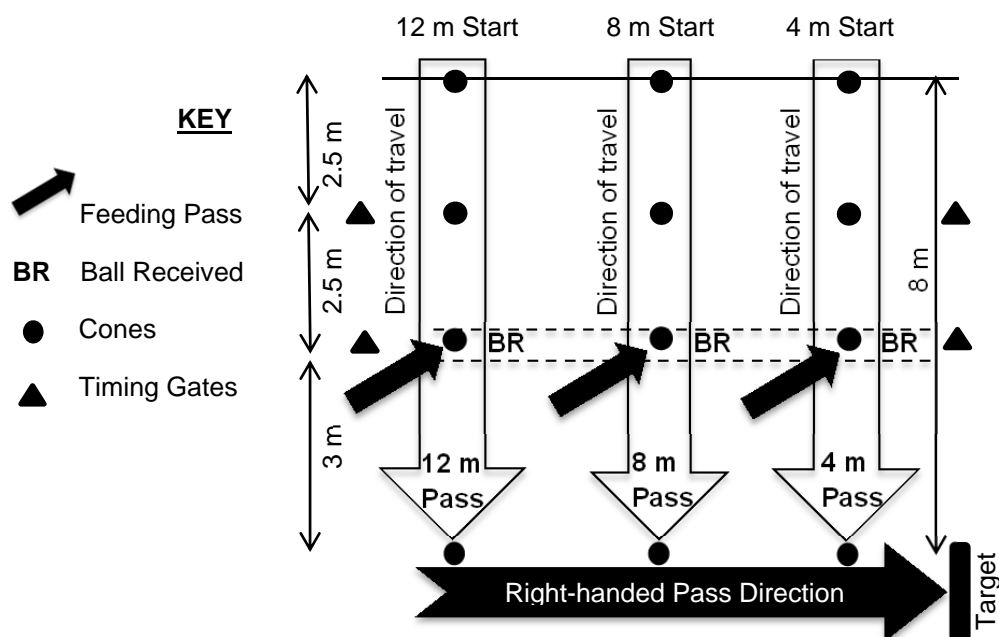 12 m Start 8 m Start 4 m Start
KEY
Feeding Pass
BR Ball Received
Cones
Timing Gates
2.5 m
2.5 m
3 m
Direction of travel
Direction of travel
Direction of travel
8 m
BR BR BR
12 m
Pass
8 m
Pass
4 m
Pass
Right-handed Pass Direction
Target